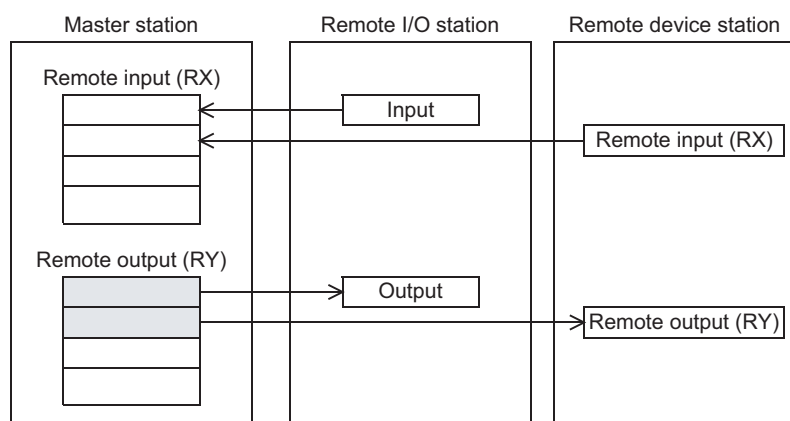 Master station
Remote I/O station
Remote device station
Remote input (RX)
Input
Remote input (RX)
Remote output (RY)
Output
Remote output (RY)